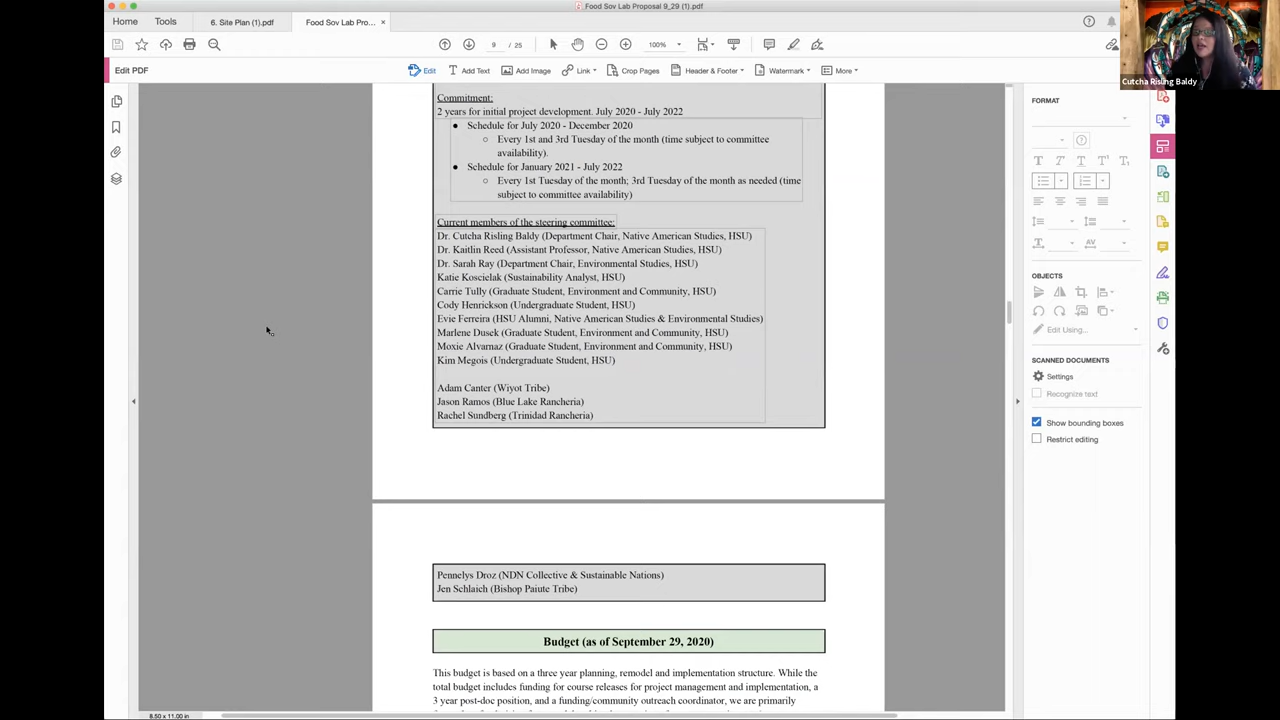 Food Sov Lab Proposal 9_29 (1).pdf
Home Tools 6. Site Plan (1).pdf Food Sov Lab Pro... ×
9 / 25 100%
Edit PDF Edit Add Text Add Image Link Crop Pages Header & Footer Watermark More
Cutcha Risling Baldy
Commitment:
2 years for initial project development. July 2020 - July 2022
● Schedule for July 2020 - December 2020
○ Every 1st and 3rd Tuesday of the month (time subject to committee
availability).
● Schedule for January 2021 - July 2022
○ Every 1st Tuesday of the month; 3rd Tuesday of the month as needed (time
subject to committee availability)
Current members of the steering committee:
Dr. Cutcha Risling Baldy (Department Chair, Native American Studies, HSU)
Dr. Kaitlin Reed (Assistant Professor, Native American Studies, HSU)
Dr. Sarah Ray (Department Chair, Environmental Studies, HSU)
Katie Koscielak (Sustainability Analyst, HSU)
Carrie Tully (Graduate Student, Environment and Community, HSU)
Cody Henrickson (Undergraduate Student, HSU)
Evie Ferreira (HSU Alumni, Native American Studies & Environmental Studies)
Marlene Dusek (Graduate Student, Environment and Community, HSU)
Moxie Alvarnaz (Graduate Student, Environment and Community, HSU)
Kim Megois (Undergraduate Student, HSU)
Adam Canter (Wiyot Tribe)
Jason Ramos (Blue Lake Rancheria)
Rachel Sundberg (Trinidad Rancheria)
Pennelys Droz (NDN Collective & Sustainable Nations)
Jen Schlaich (Bishop Paiute Tribe)
Budget (as of September 29, 2020)
This budget is based on a three year planning, remodel and implementation structure. While the
total budget includes funding for course releases for project management and implementation, a
3 year post-doc position, and a funding/community outreach coordinator, we are primarily
FORMAT
OBJECTS
Edit Using...
SCANNED DOCUMENTS
Settings
Recognize text
Show bounding boxes
Restrict editing
8.50 x 11.00 in